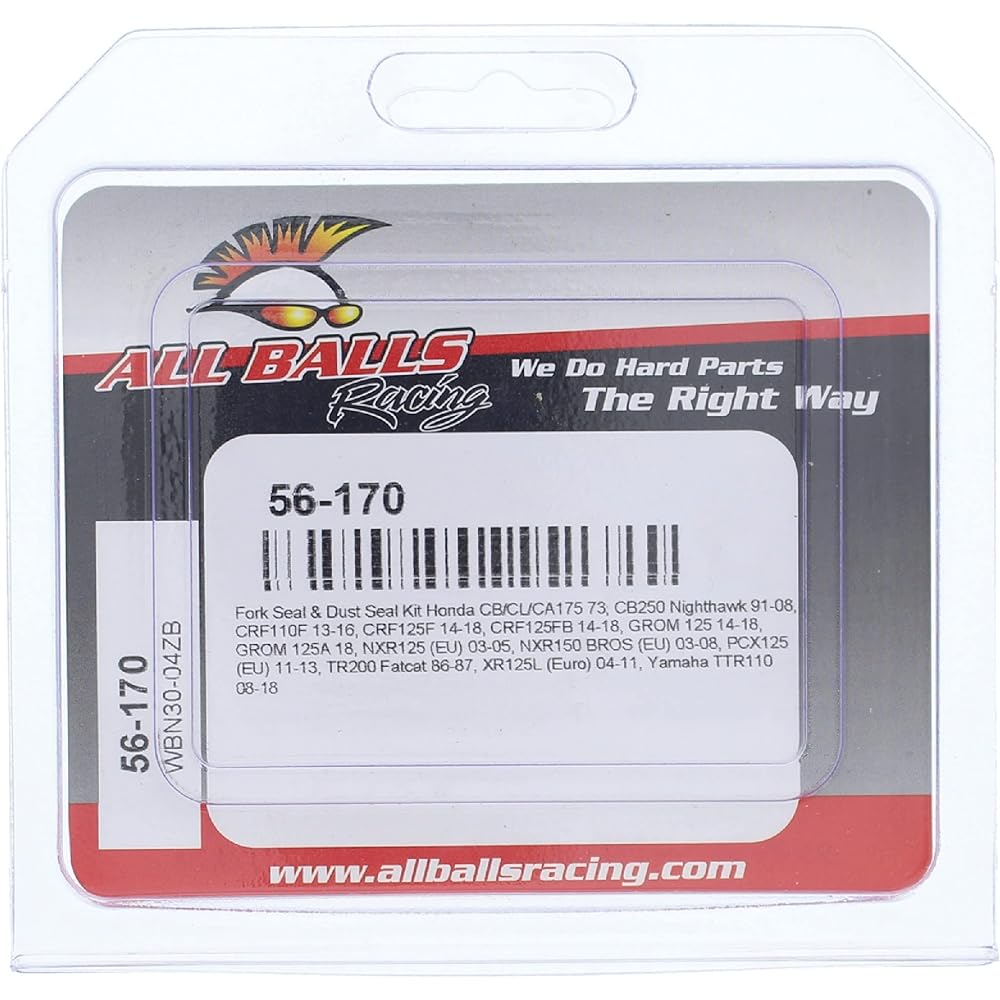 ALL BALLS
Racing
We Do Hard Parts
The Right Way
56-170
Fork Seal & Dust Seal Kit Honda CB/CL/CA175 73, CB250 Nighthawk 91-08,
CRF110F 13-16, CRF125F 14-18, CRF125FB 14-18, GROM 125 14-18,
GROM 125A 18, NXR125 (EU) 03-05, NXR150 BROS (EU) 03-08, PCX125
(EU) 11-13, TR200 Fatcat 86-87, XR125L (Euro) 04-11, Yamaha TTR110
08-18
56-170
WBN30-04ZB
www.allballsracing.com